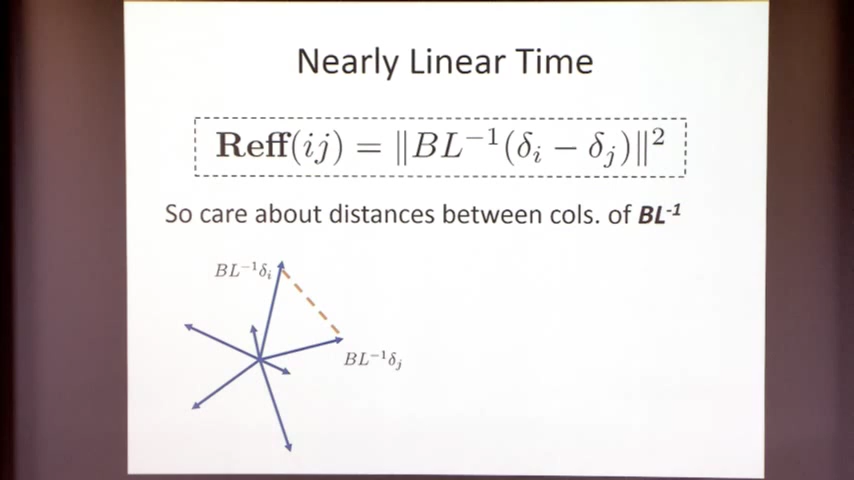 Nearly Linear Time
Reff(ij) = ‖BL⁻¹(δᵢ − δⱼ)‖²
So care about distances between cols. of BL⁻¹
BL⁻¹δᵢ
BL⁻¹δⱼ